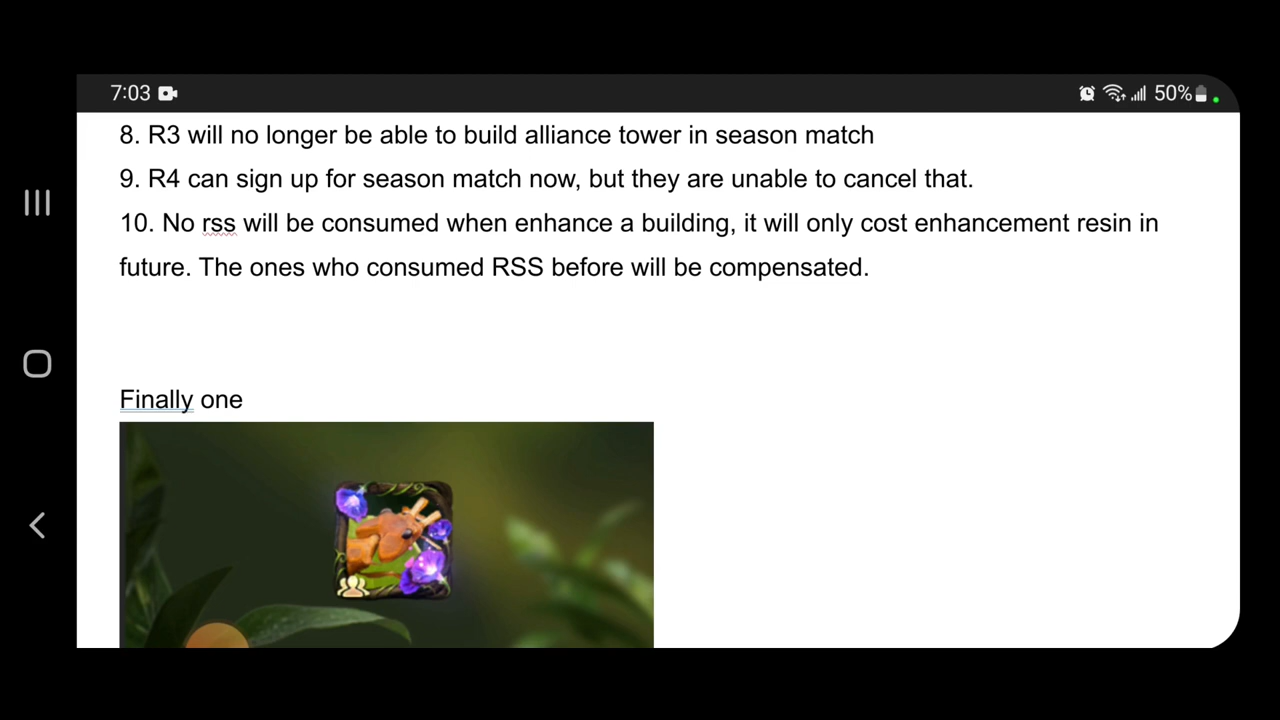 7:03 50%
8. R3 will no longer be able to build alliance tower in season match
9. R4 can sign up for season match now, but they are unable to cancel that.
10. No rss will be consumed when enhance a building, it will only cost enhancement resin in
future. The ones who consumed RSS before will be compensated.
Finally one